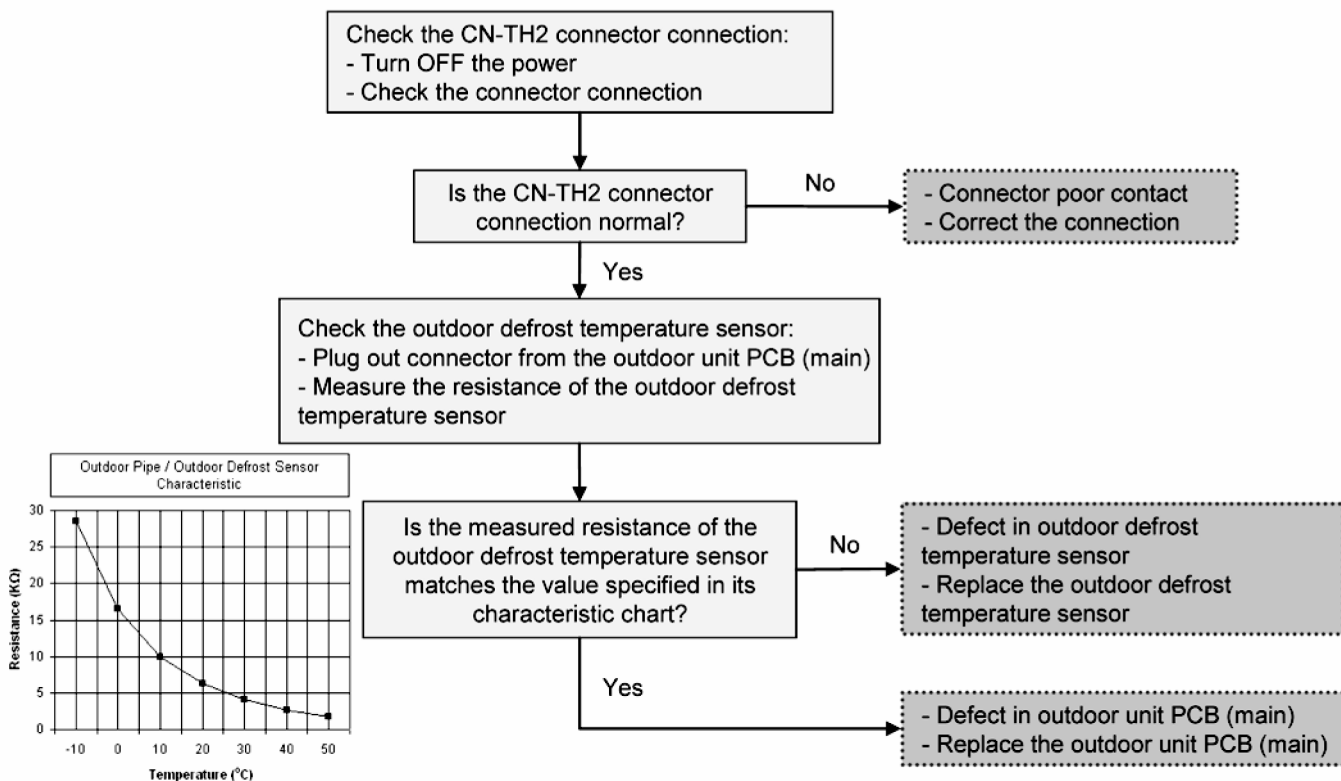 Check the CN-TH2 connector connection:
- Turn OFF the power
- Check the connector connection
Is the CN-TH2 connector
connection normal?
No
- Connector poor contact
- Correct the connection
Yes
Check the outdoor defrost temperature sensor:
- Plug out connector from the outdoor unit PCB (main)
- Measure the resistance of the outdoor defrost
temperature sensor
Outdoor Pipe / Outdoor Defrost Sensor
Characteristic
30
25
20
15
10
5
0
Resistance (KΩ)
-10 0 10 20 30 40 50
Temperature (°C)
Is the measured resistance of the
outdoor defrost temperature sensor
matches the value specified in its
characteristic chart?
No
- Defect in outdoor defrost
temperature sensor
- Replace the outdoor defrost
temperature sensor
Yes
- Defect in outdoor unit PCB (main)
- Replace the outdoor unit PCB (main)